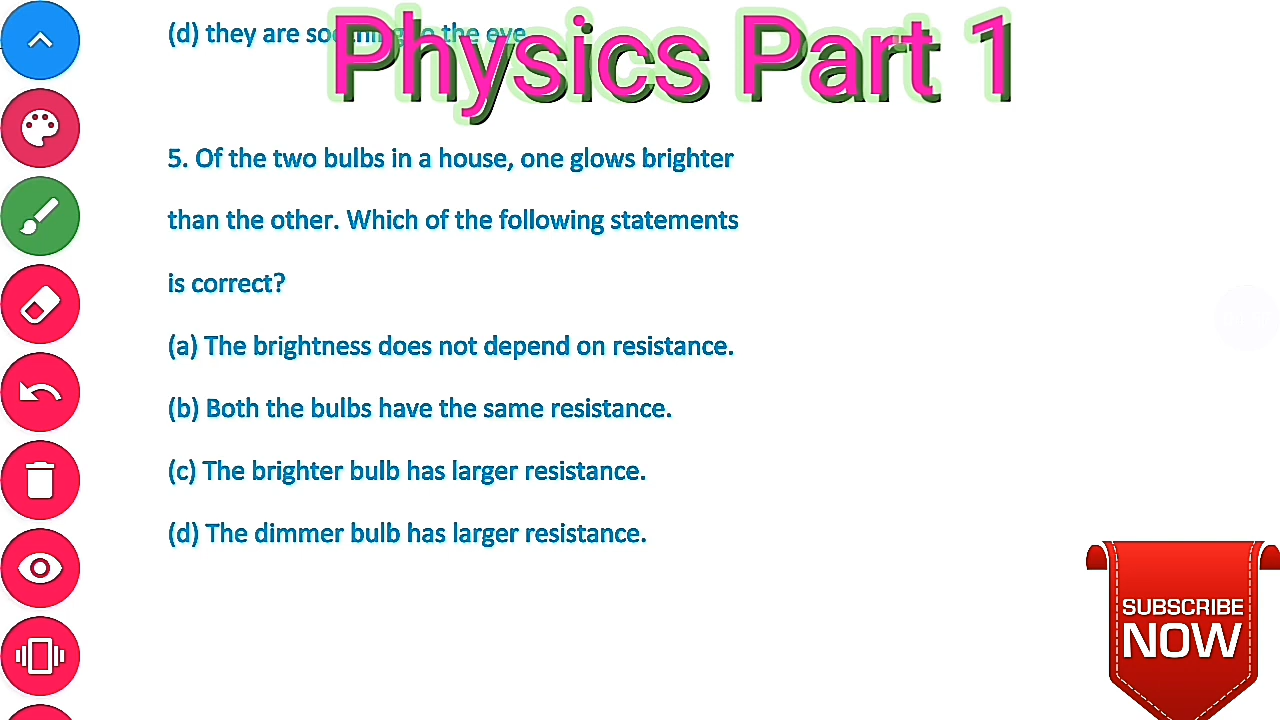 (d) they are soothing to the eye
Physics Part 1
5. Of the two bulbs in a house, one glows brighter
than the other. Which of the following statements
is correct?
(a) The brightness does not depend on resistance.
(b) Both the bulbs have the same resistance.
(c) The brighter bulb has larger resistance.
(d) The dimmer bulb has larger resistance.
SUBSCRIBE
NOW